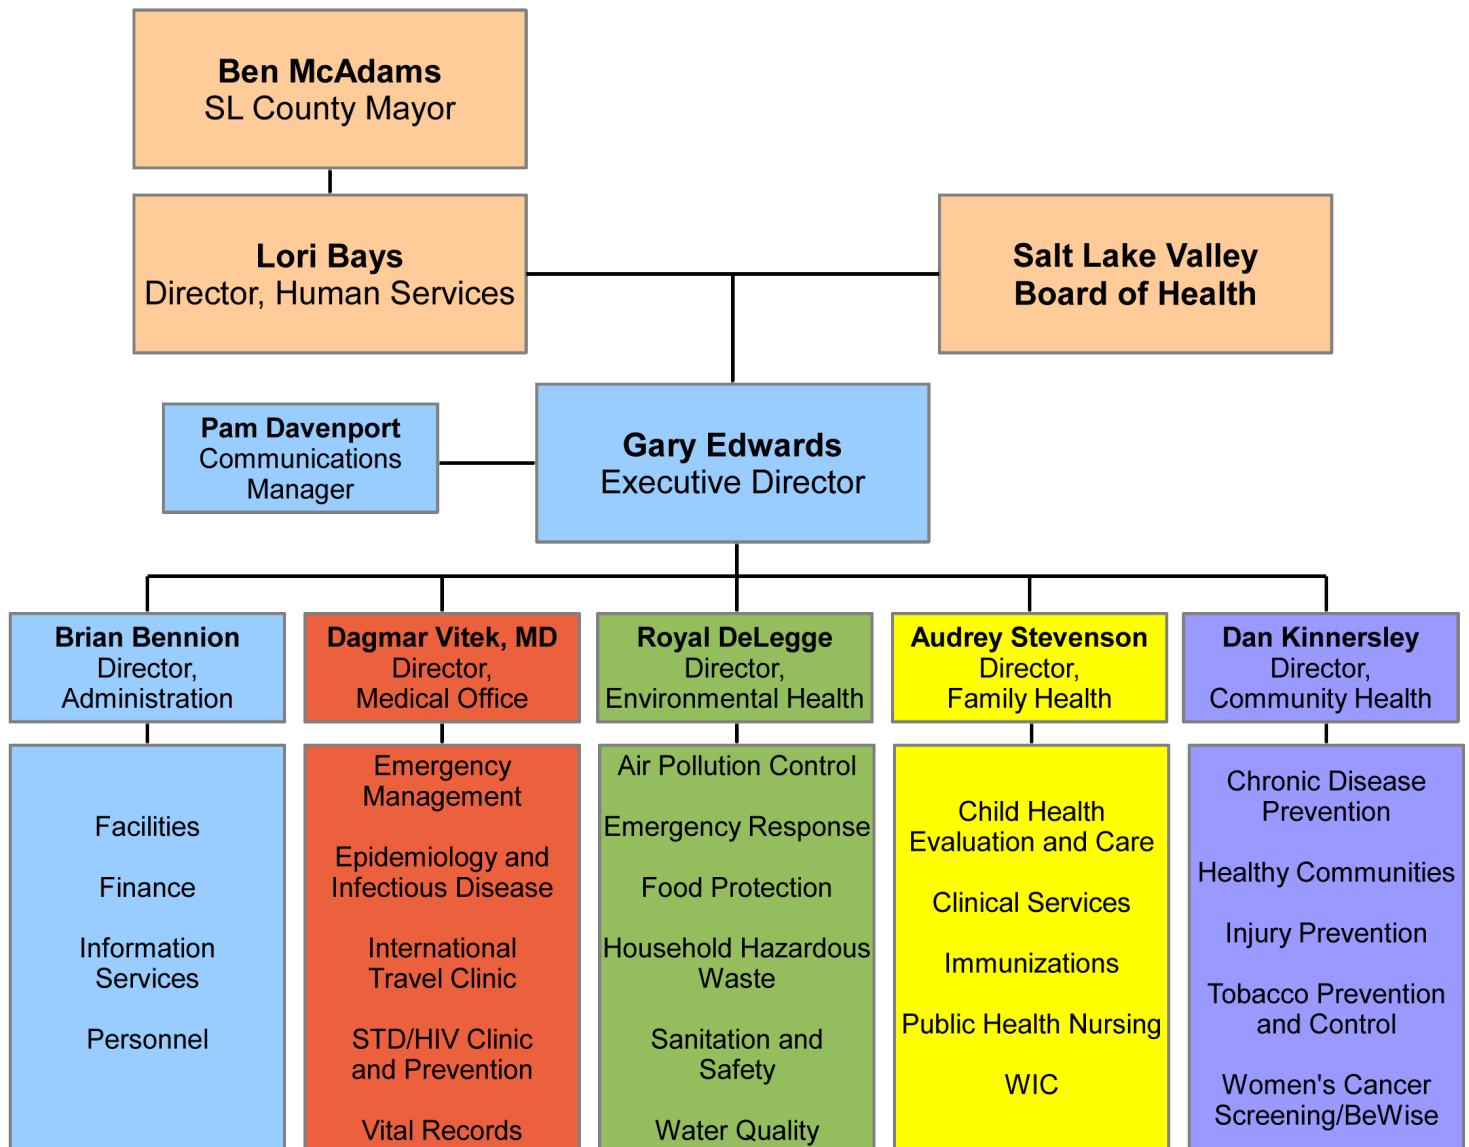 Ben McAdams
SL County Mayor
Lori Bays
Director, Human Services
Salt Lake Valley
Board of Health
Pam Davenport
Communications
Manager
Gary Edwards
Executive Director
Brian Bennion
Director,
Administration
Dagmar Vitek, MD
Director,
Medical Office
Royal DeLegge
Director,
Environmental Health
Audrey Stevenson
Director,
Family Health
Dan Kinnersley
Director,
Community Health
Facilities
Finance
Information
Services
Personnel
Emergency
Management
Epidemiology and
Infectious Disease
International
Travel Clinic
STD/HIV Clinic
and Prevention
Vital Records
Air Pollution Control
Emergency Response
Food Protection
Household Hazardous
Waste
Sanitation and
Safety
Water Quality
Child Health
Evaluation and Care
Clinical Services
Immunizations
Public Health Nursing
WIC
Chronic Disease
Prevention
Healthy Communities
Injury Prevention
Tobacco Prevention
and Control
Women's Cancer
Screening/BeWise